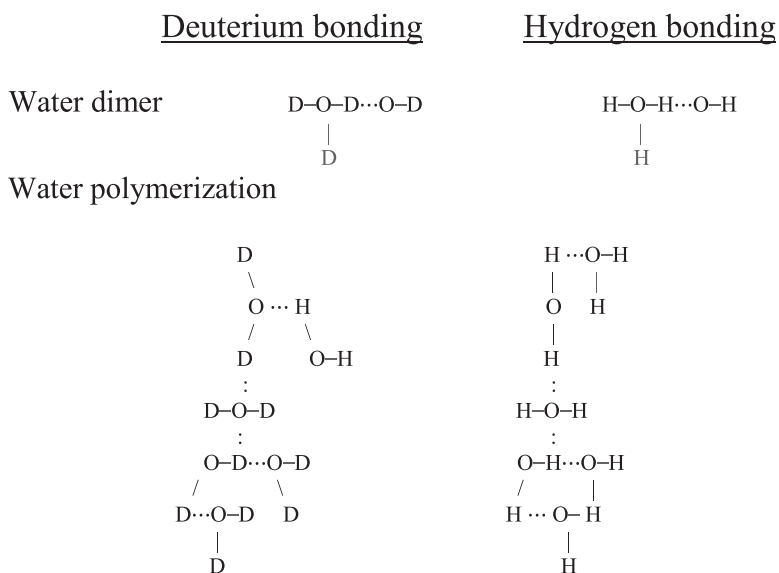 Deuterium bonding Hydrogen bonding
Water dimer D–O–D···O–D H–O–H···O–H
| |
D H
Water polymerization
D H ···O–H
\ | |
O ··· H O H
/ \ |
D O–H H
: :
D–O–D H–O–H
: :
O–D···O–D O–H···O–H
/ \ / |
D···O–D D H ··· O– H
| |
D H